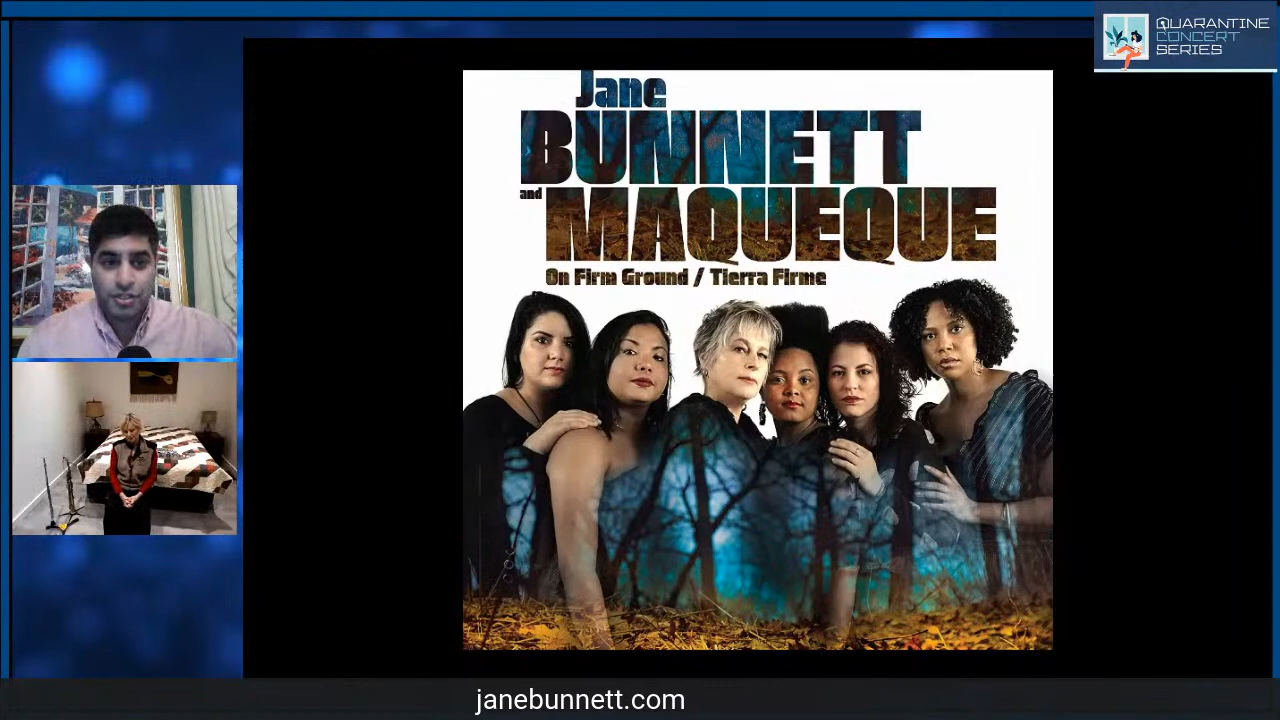 QUARANTINE
CONCERT
SERIES
Jane
BUNNETT
and
MAQUEQUE
On Firm Ground / Tierra Firme
janebunnett.com